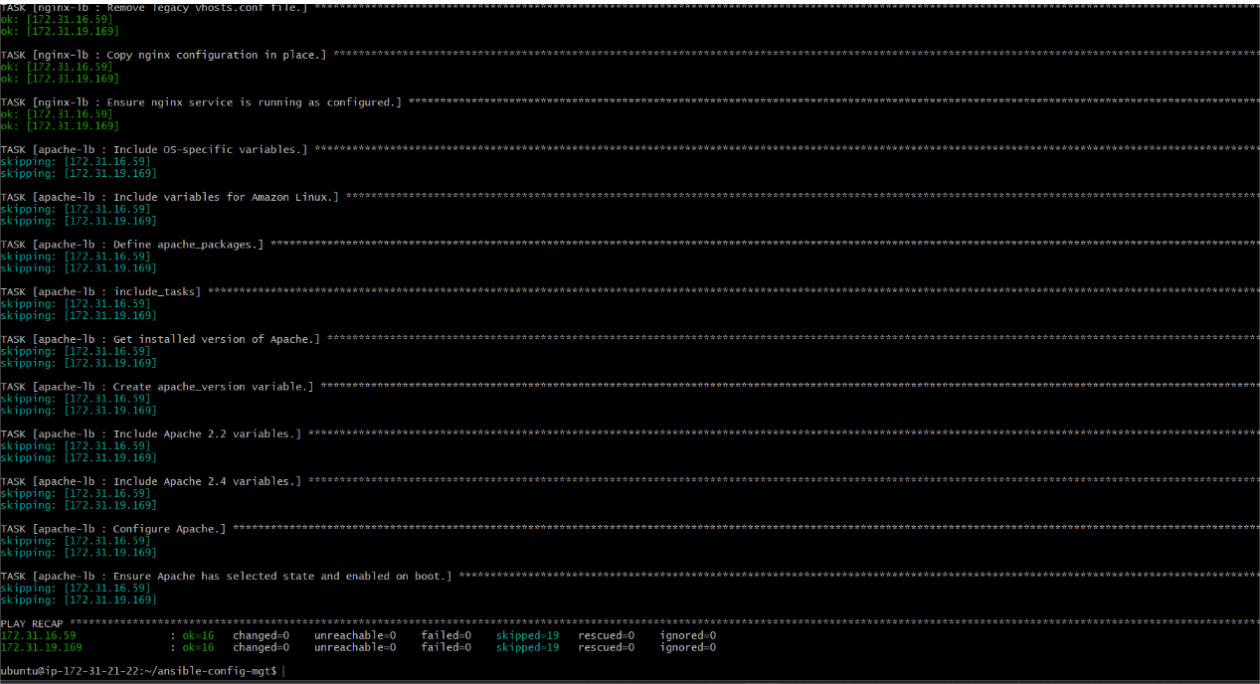 TASK [nginx-lb : Remove legacy vhosts.conf file.] ****************************************************************************************************
ok: [172.31.16.59]
ok: [172.31.19.169]
TASK [nginx-lb : Copy nginx configuration in place.] ****************************************************************************************************
ok: [172.31.16.59]
ok: [172.31.19.169]
TASK [nginx-lb : Ensure nginx service is running as configured.] ****************************************************************************************************
ok: [172.31.16.59]
ok: [172.31.19.169]
TASK [apache-lb : Include OS-specific variables.] ****************************************************************************************************
skipping: [172.31.16.59]
skipping: [172.31.19.169]
TASK [apache-lb : Include variables for Amazon Linux.] ****************************************************************************************************
skipping: [172.31.16.59]
skipping: [172.31.19.169]
TASK [apache-lb : Define apache_packages.] ****************************************************************************************************
skipping: [172.31.16.59]
skipping: [172.31.19.169]
TASK [apache-lb : include_tasks] ****************************************************************************************************
skipping: [172.31.16.59]
skipping: [172.31.19.169]
TASK [apache-lb : Get installed version of Apache.] ****************************************************************************************************
skipping: [172.31.16.59]
skipping: [172.31.19.169]
TASK [apache-lb : Create apache_version variable.] ****************************************************************************************************
skipping: [172.31.16.59]
skipping: [172.31.19.169]
TASK [apache-lb : Include Apache 2.2 variables.] ****************************************************************************************************
skipping: [172.31.16.59]
skipping: [172.31.19.169]
TASK [apache-lb : Include Apache 2.4 variables.] ****************************************************************************************************
skipping: [172.31.16.59]
skipping: [172.31.19.169]
TASK [apache-lb : Configure Apache.] ****************************************************************************************************
skipping: [172.31.16.59]
skipping: [172.31.19.169]
TASK [apache-lb : Ensure Apache has selected state and enabled on boot.] ****************************************************************************************************
skipping: [172.31.16.59]
skipping: [172.31.19.169]
PLAY RECAP ****************************************************************************************************
172.31.16.59 : ok=16 changed=0 unreachable=0 failed=0 skipped=19 rescued=0 ignored=0
172.31.19.169 : ok=16 changed=0 unreachable=0 failed=0 skipped=19 rescued=0 ignored=0
ubuntu@ip-172-31-21-22:~/ansible-config-mgt$